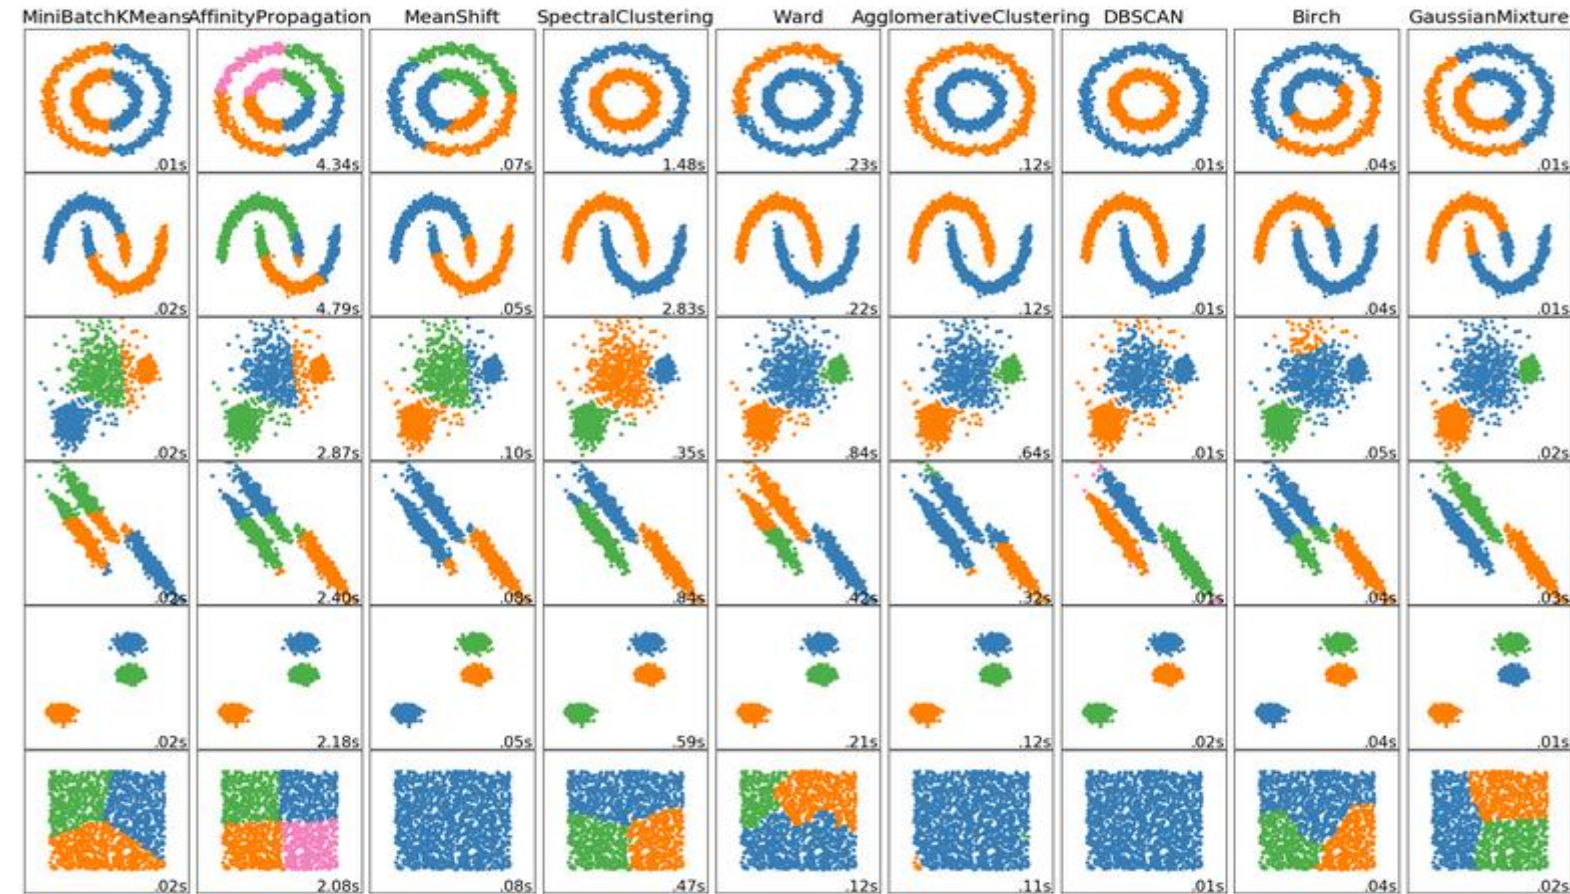 MiniBatchKMeans AffinityPropagation MeanShift SpectralClustering Ward AgglomerativeClustering DBSCAN Birch GaussianMixture
.01s 4.34s .07s 1.48s .23s .12s .01s .04s .01s
.02s 4.79s .05s 2.83s .22s .12s .01s .04s .01s
.02s 2.87s .10s .35s .84s .64s .01s .05s .02s
.02s 2.40s .08s .84s .42s .32s .01s .04s .03s
.02s 2.18s .05s .59s .21s .12s .02s .04s .01s
.02s 2.08s .08s .47s .12s .11s .01s .04s .02s